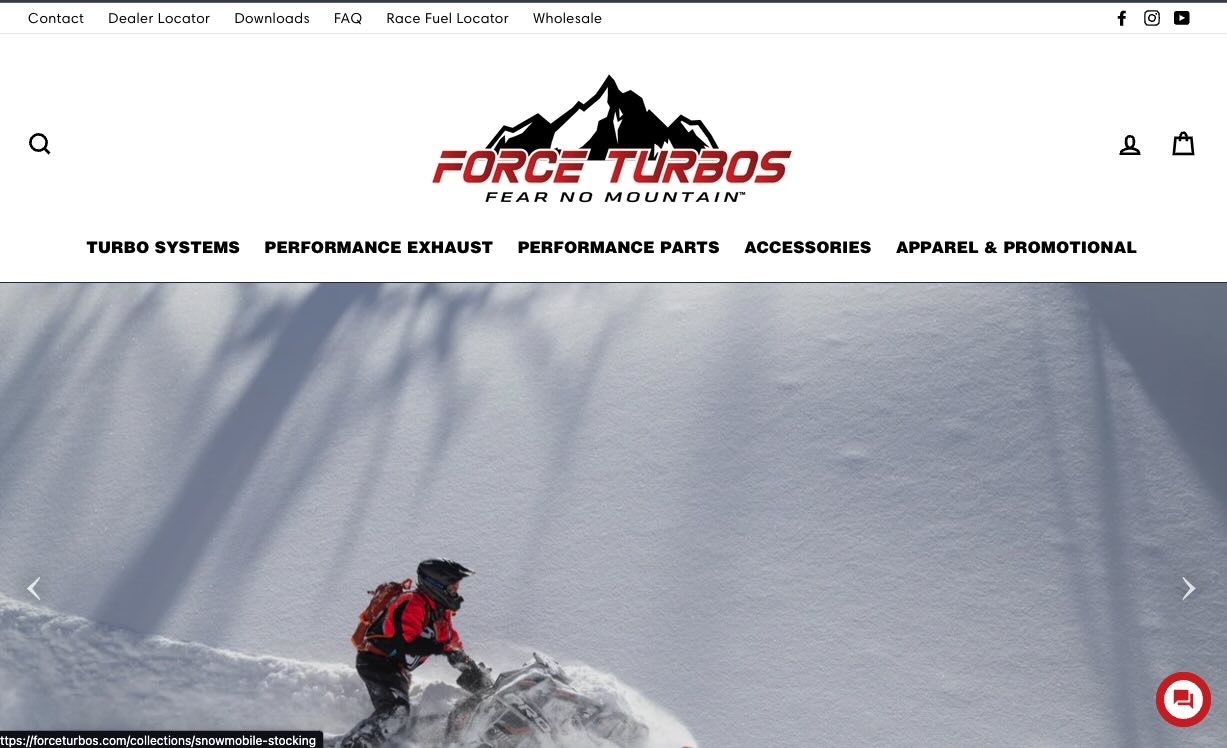 Contact Dealer Locator Downloads FAQ Race Fuel Locator Wholesale
FORCE TURBOS
FEAR NO MOUNTAIN™
TURBO SYSTEMS PERFORMANCE EXHAUST PERFORMANCE PARTS ACCESSORIES APPAREL & PROMOTIONAL
ttps://forceturbos.com/collections/snowmobile-stocking